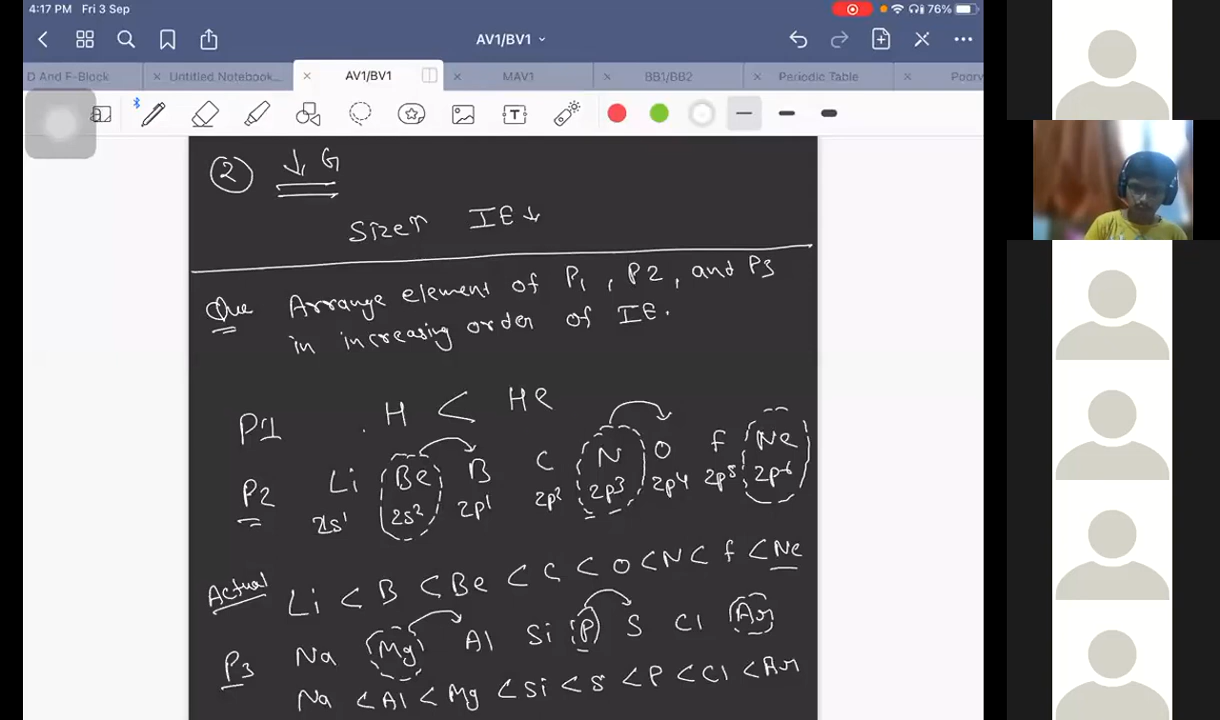 4:17 PM Fri 3 Sep
76%
AV1/BV1
D And F-Block
Untitled Notebook...
AV1/BV1
MAV1
BB1/BB2
Periodic Table
Poorv
② ↓ G
Size↑ IE↓
Que Arrange element of P1, P2, and P3
in increasing order of IE.
P1 H < He
P2 Li Be B C N O F Ne
2s1 2s2 2p1 2p2 2p3 2p4 2p5 2p6
Actual Li < B < Be < C < O < N < F < Ne
P3 Na Mg Al Si P S Cl Ar
Na < Al < Mg < Si < S < P < Cl < Ar